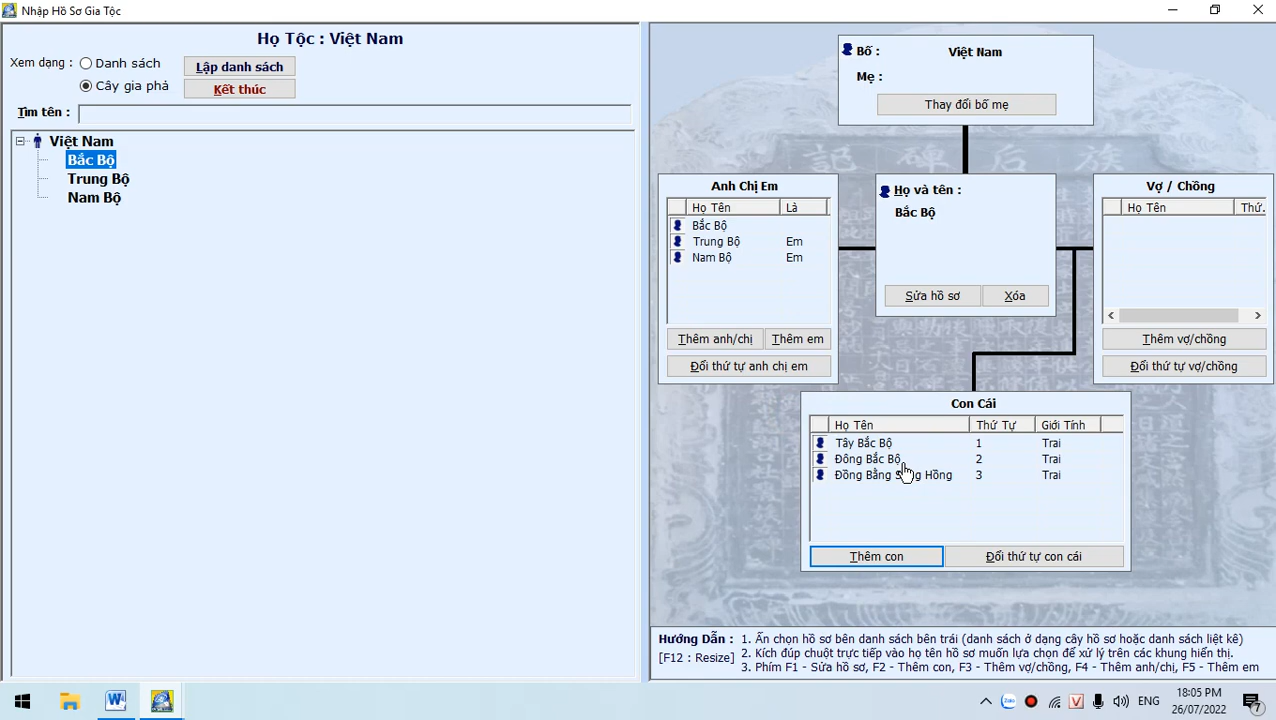 Nhập Hồ Sơ Gia Tộc
Họ Tộc : Việt Nam
Xem dạng :
Danh sách
Cây gia phả
Lập danh sách
Kết thúc
Tìm tên :
Việt Nam
Bắc Bộ
Trung Bộ
Nam Bộ
Bố :
Việt Nam
Mẹ :
Thay đổi bố mẹ
Anh Chị Em
Họ Tên Là
Bắc Bộ
Trung Bộ Em
Nam Bộ Em
Thêm anh/chị
Thêm em
Đổi thứ tự anh chị em
Họ và tên :
Bắc Bộ
Sửa hồ sơ
Xóa
Vợ / Chồng
Họ Tên Thứ.
Thêm vợ/chồng
Đổi thứ tự vợ/chồng
Con Cái
Họ Tên Thứ Tự Giới Tính
Tây Bắc Bộ 1 Trai
Đông Bắc Bộ 2 Trai
Đồng Bằng Hồng 3 Trai
Thêm con
Đổi thứ tự con cái
Hướng Dẫn : 1. Ấn chọn hồ sơ bên danh sách bên trái (danh sách ở dạng cây hồ sơ hoặc danh sách liệt kê)
[F12 : Resize] 2. Kích đúp chuột trực tiếp vào họ tên hồ sơ muốn lựa chọn để xử lý trên các khung hiển thị.
3. Phím F1 - Sửa hồ sơ, F2 - Thêm con, F3 - Thêm vợ/chồng, F4 - Thêm anh/chị, F5 - Thêm em
Zalo
V
ENG
18:05 PM
26/07/2022
7